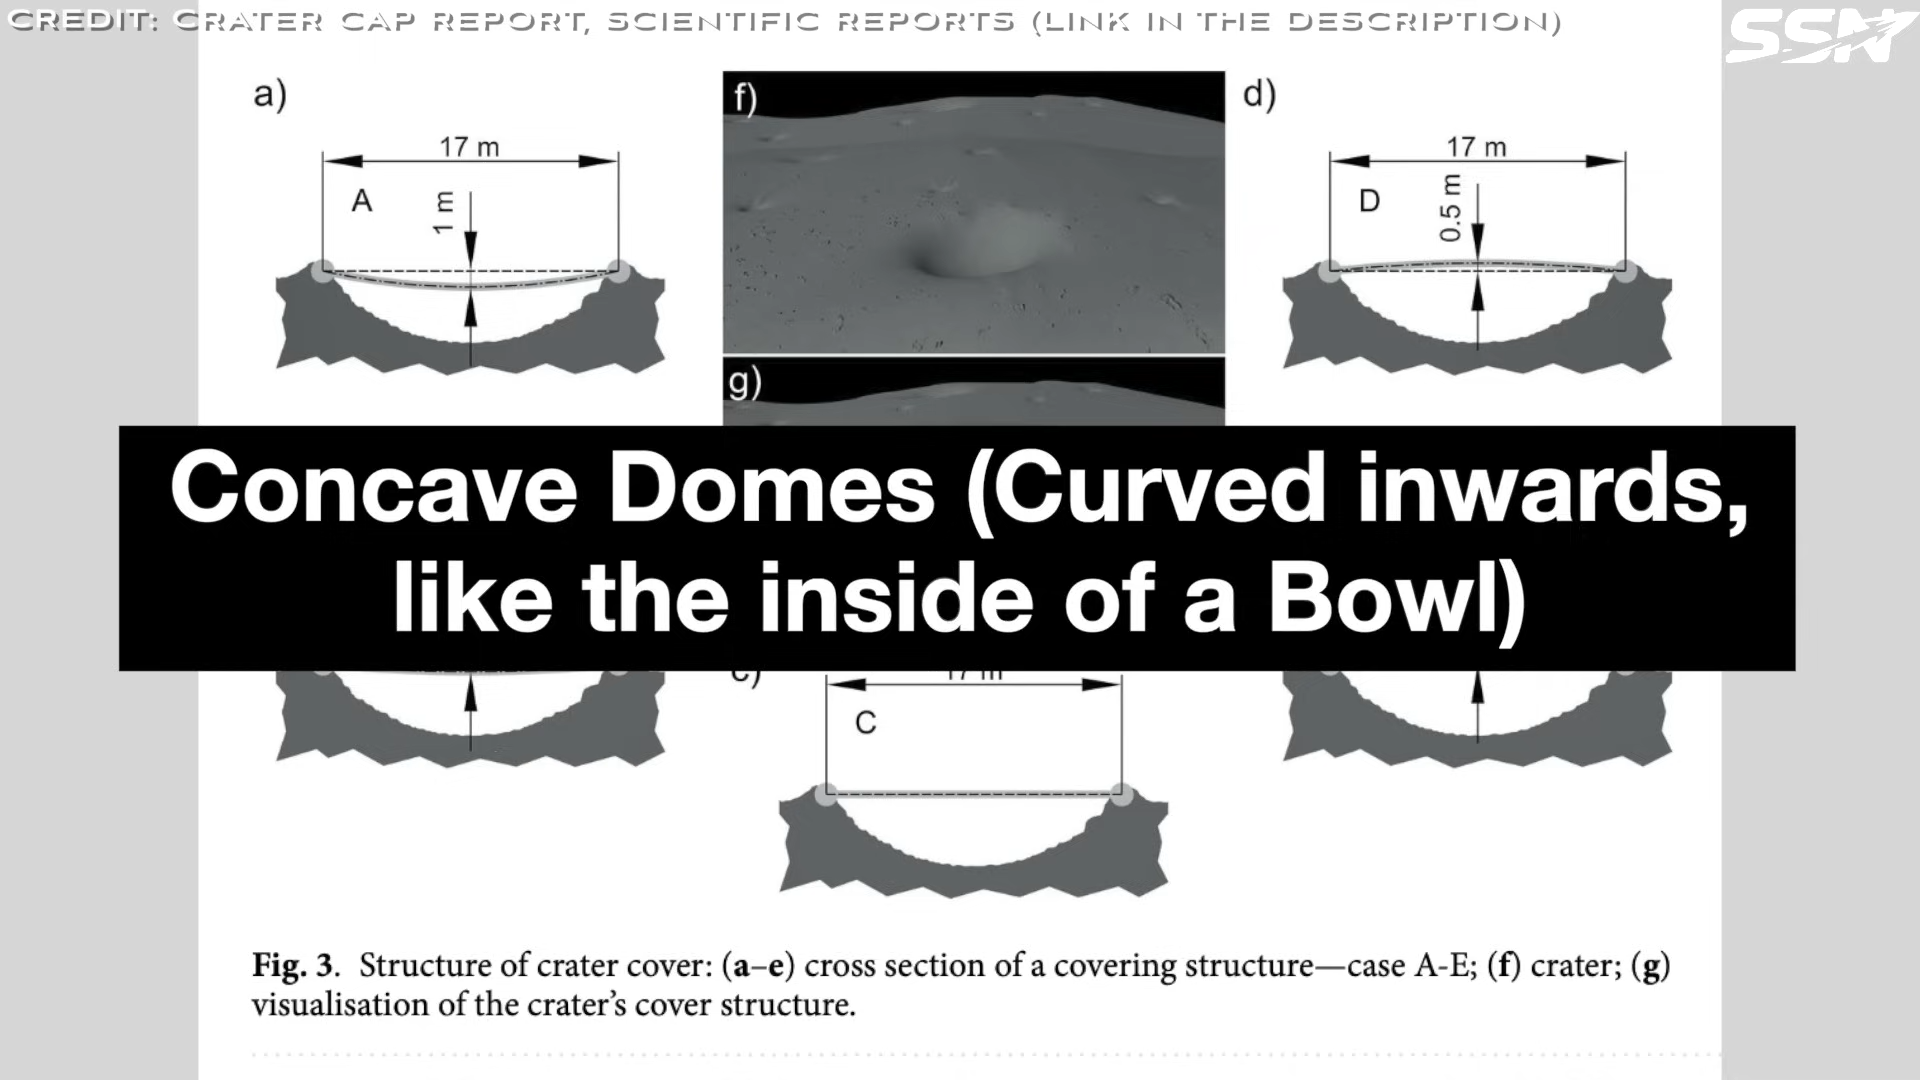 CREDIT: CRATER CAP REPORT, SCIENTIFIC REPORTS (LINK IN THE DESCRIPTION)
SSN
a)
17 m
A
1 m
f)
g)
d)
17 m
D
0.5 m
Concave Domes (Curved inwards,
like the inside of a Bowl)
c)
17 m
C
Fig. 3. Structure of crater cover: (a–e) cross section of a covering structure—case A-E; (f) crater; (g)
visualisation of the crater's cover structure.